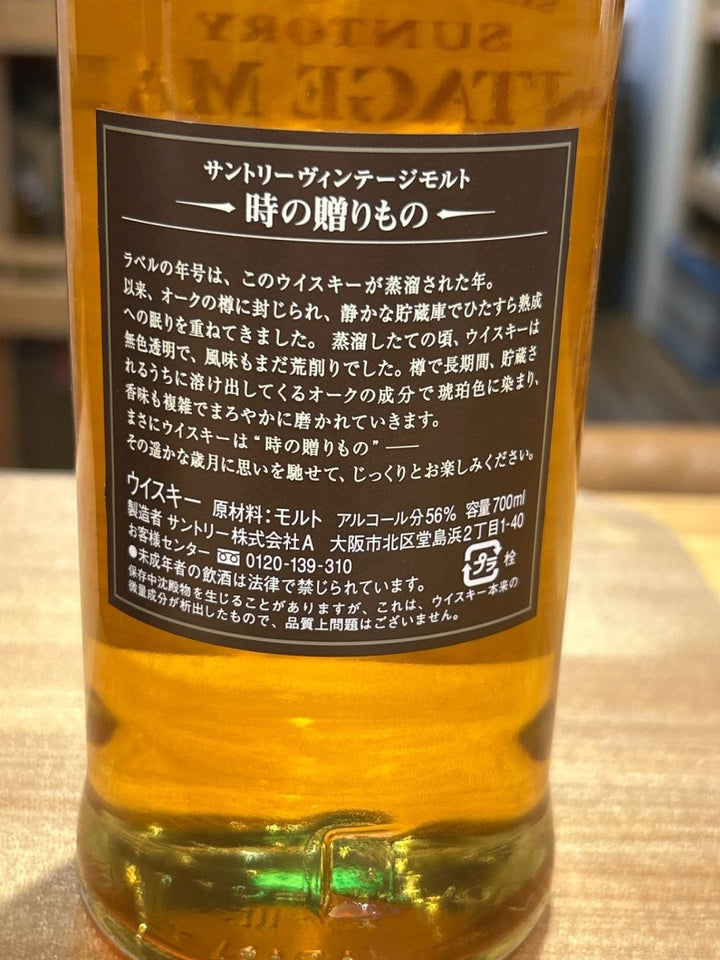 SUNTORY
NTAGE MA
サントリーヴィンテージモルト
時の贈りもの
ラベルの年号は、このウイスキーが蒸溜された年。
以来、オークの樽に封じられ、静かな貯蔵庫でひたすら熟成
への眠りを重ねてきました。 蒸溜したての頃、ウイスキーは
無色透明で、風味もまだ荒削りでした。樽で長期間、貯蔵さ
れるうちに溶け出してくるオークの成分で琥珀色に染まり、
香味も複雑でまろやかに磨かれていきます。
まさにウイスキーは“時の贈りもの”——
その遥かな歳月に思いを馳せて、じっくりとお楽しみください。
ウイスキー 原材料：モルト アルコール分56% 容量700ml
製造者 サントリー株式会社A 大阪市北区堂島浜2丁目1-40
お客様センター 0120-139-310
●未成年者の飲酒は法律で禁じられています。
プラ 栓
保存中沈殿物を生じることがありますが、これは、ウイスキー本来の
微量成分が析出したもので、品質上問題はございません。